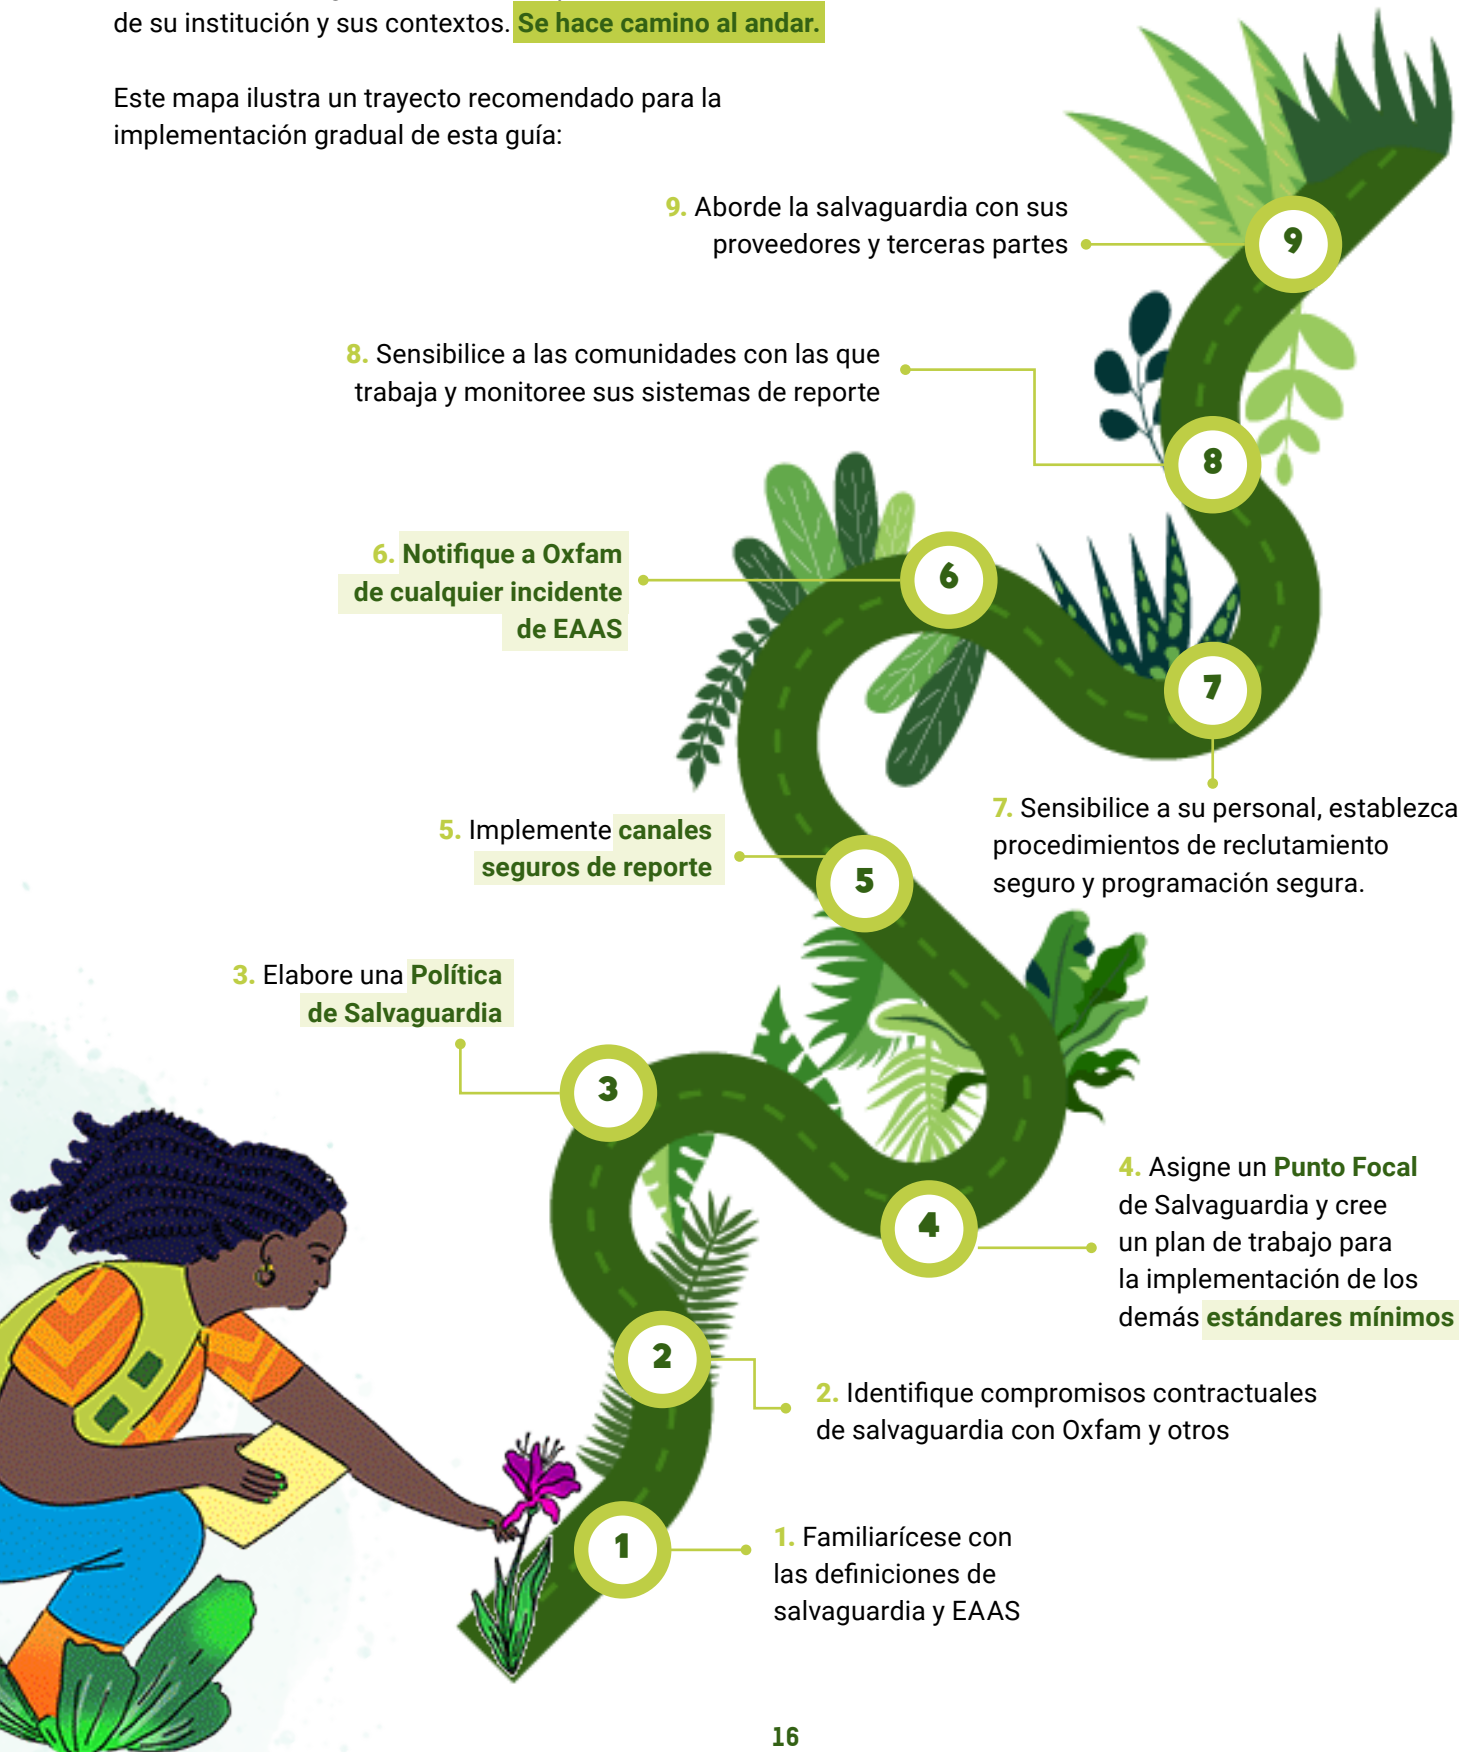 de su institución y sus contextos. Se hace camino al andar.
Este mapa ilustra un trayecto recomendado para la
implementación gradual de esta guía:
9. Aborde la salvaguardia con sus
proveedores y terceras partes
9
8. Sensibilice a las comunidades con las que
trabaja y monitoree sus sistemas de reporte
8
6. Notifique a Oxfam
de cualquier incidente
de EAAS
6
7
7. Sensibilice a su personal, establezca
procedimientos de reclutamiento
seguro y programación segura.
5. Implemente canales
seguros de reporte
5
3. Elabore una Política
de Salvaguardia
3
4. Asigne un Punto Focal
de Salvaguardia y cree
un plan de trabajo para
la implementación de los
demás estándares mínimos
4
2
2. Identifique compromisos contractuales
de salvaguardia con Oxfam y otros
1
1. Familiarícese con
las definiciones de
salvaguardia y EAAS
16